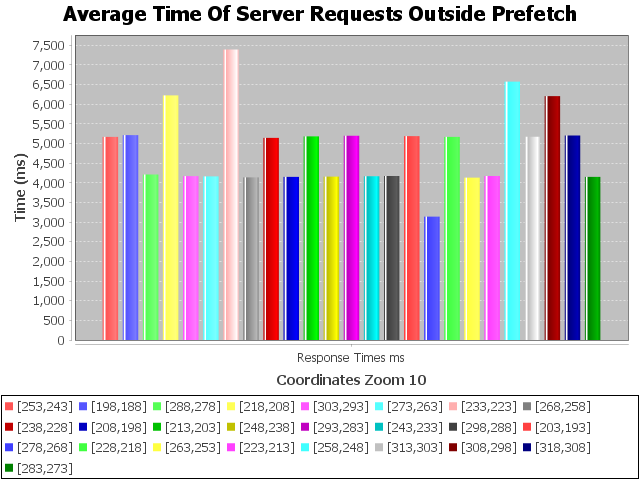 Average Time Of Server Requests Outside Prefetch
7,500
7,000
6,500
6,000
5,500
5,000
4,500
4,000
3,500
3,000
2,500
2,000
1,500
1,000
500
0
Time (ms)
Response Times ms
Coordinates Zoom 10
[253,243] [198,188] [288,278] [218,208] [303,293] [273,263] [233,223] [268,258]
[238,228] [208,198] [213,203] [248,238] [293,283] [243,233] [298,288] [203,193]
[278,268] [228,218] [263,253] [223,213] [258,248] [313,303] [308,298] [318,308]
[283,273]